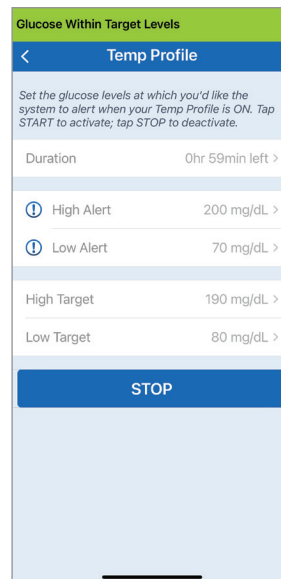 Glucose Within Target Levels
Temp Profile
Set the glucose levels at which you'd like the
system to alert when your Temp Profile is ON. Tap
START to activate; tap STOP to deactivate.
Duration 0hr 59min left >
High Alert 200 mg/dL >
Low Alert 70 mg/dL >
High Target 190 mg/dL >
Low Target 80 mg/dL >
STOP